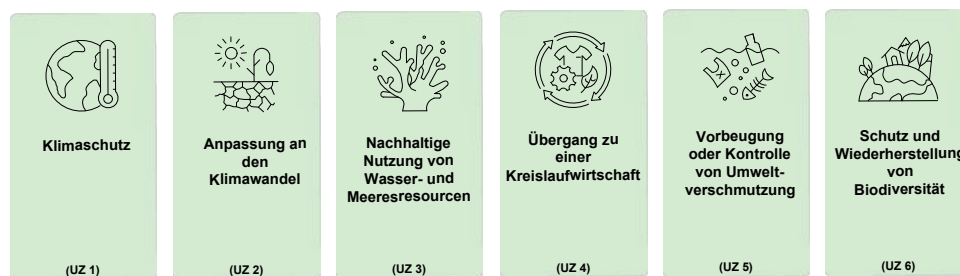 Klimaschutz
(UZ 1)
Anpassung an
den
Klimawandel
(UZ 2)
Nachhaltige
Nutzung von
Wasser- und
Meeresresourcen
(UZ 3)
Übergang zu
einer
Kreislaufwirtschaft
(UZ 4)
Vorbeugung
oder Kontrolle
von Umwelt-
verschmutzung
(UZ 5)
Schutz und
Wiederherstellung
von
Biodiversität
(UZ 6)